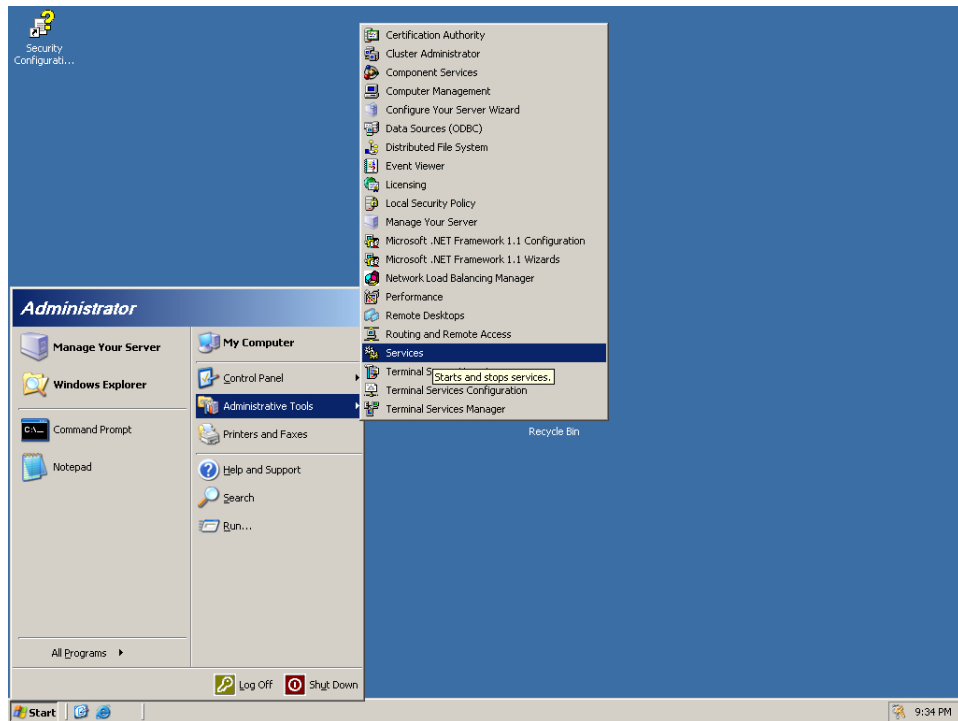 Security
Configurati...
Certification Authority
Cluster Administrator
Component Services
Computer Management
Configure Your Server Wizard
Data Sources (ODBC)
Distributed File System
Event Viewer
Licensing
Local Security Policy
Manage Your Server
Microsoft .NET Framework 1.1 Configuration
Microsoft .NET Framework 1.1 Wizards
Network Load Balancing Manager
Performance
Remote Desktops
Routing and Remote Access
Services
Terminal S
Starts and stops services.
Terminal Services Configuration
Terminal Services Manager
Recycle Bin
Administrator
Manage Your Server
Windows Explorer
Command Prompt
Notepad
All Programs
My Computer
Control Panel
Administrative Tools
Printers and Faxes
Help and Support
Search
Run...
Log Off
Shut Down
Start
9:34 PM